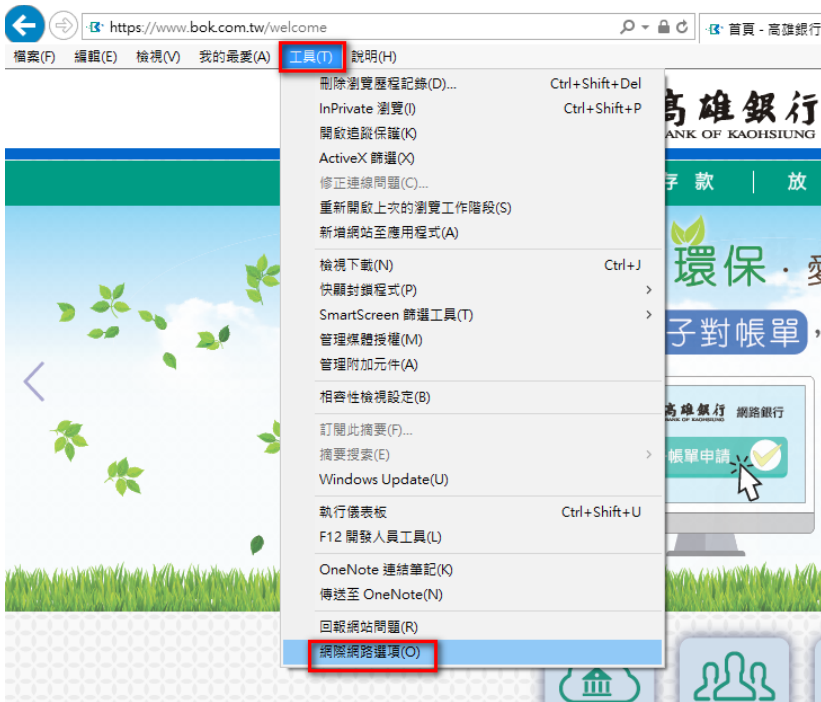 https://www.bok.com.tw/welcome
首頁 - 高雄銀行
檔案(F) 編輯(E) 檢視(V) 我的最愛(A) 工具(T) 說明(H)
刪除瀏覽歷程記錄(D)... Ctrl+Shift+Del
InPrivate 瀏覽(I) Ctrl+Shift+P
開啟追蹤保護(K)
ActiveX 篩選(X)
修正連線問題(C)...
重新開啟上次的瀏覽工作階段(S)
新增網站至應用程式(A)
檢視下載(N) Ctrl+J
快顯封鎖程式(P)
SmartScreen 篩選工具(T)
管理媒體授權(M)
管理附加元件(A)
相容性檢視設定(B)
訂閱此摘要(F)...
摘要搜索(E)
Windows Update(U)
執行儀表板 Ctrl+Shift+U
F12 開發人員工具(L)
OneNote 連結筆記(K)
傳送至 OneNote(N)
回報網站問題(R)
網際網路選項(O)
高雄銀行
BANK OF KAOHSIUNG
存款 放
環保 · 愛
子對帳單,
高雄銀行 網路銀行
BANK OF KAOHSIUNG
帳單申請